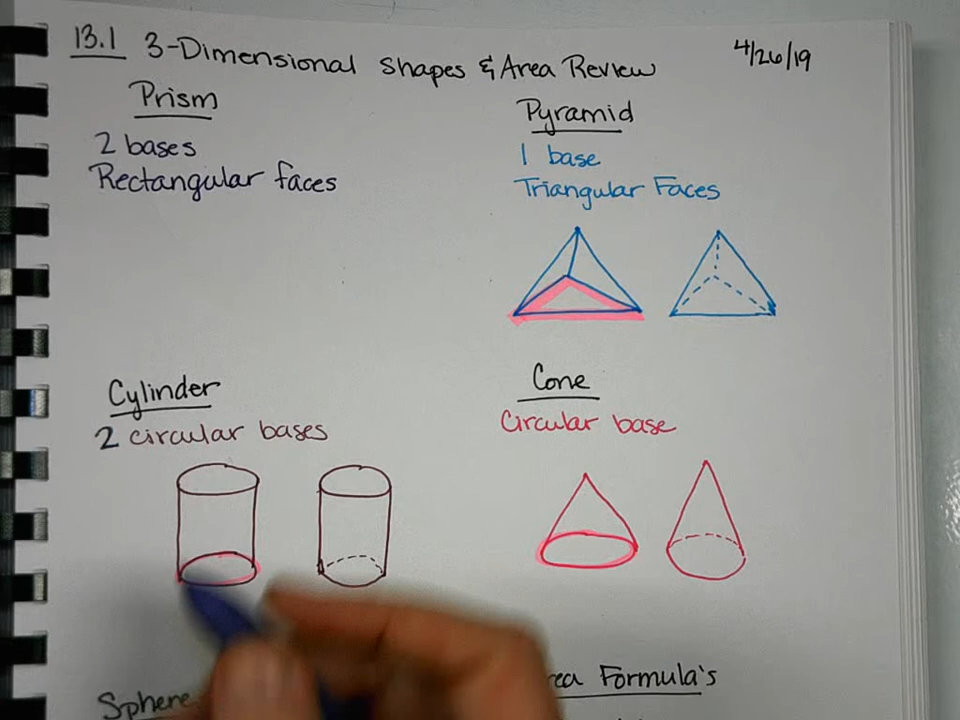 13.1 3-Dimensional Shapes & Area Review 4/26/19
Prism
2 bases
Rectangular faces
Pyramid
1 base
Triangular Faces
Cylinder
2 circular bases
Cone
Circular base
Sphere
Formula's